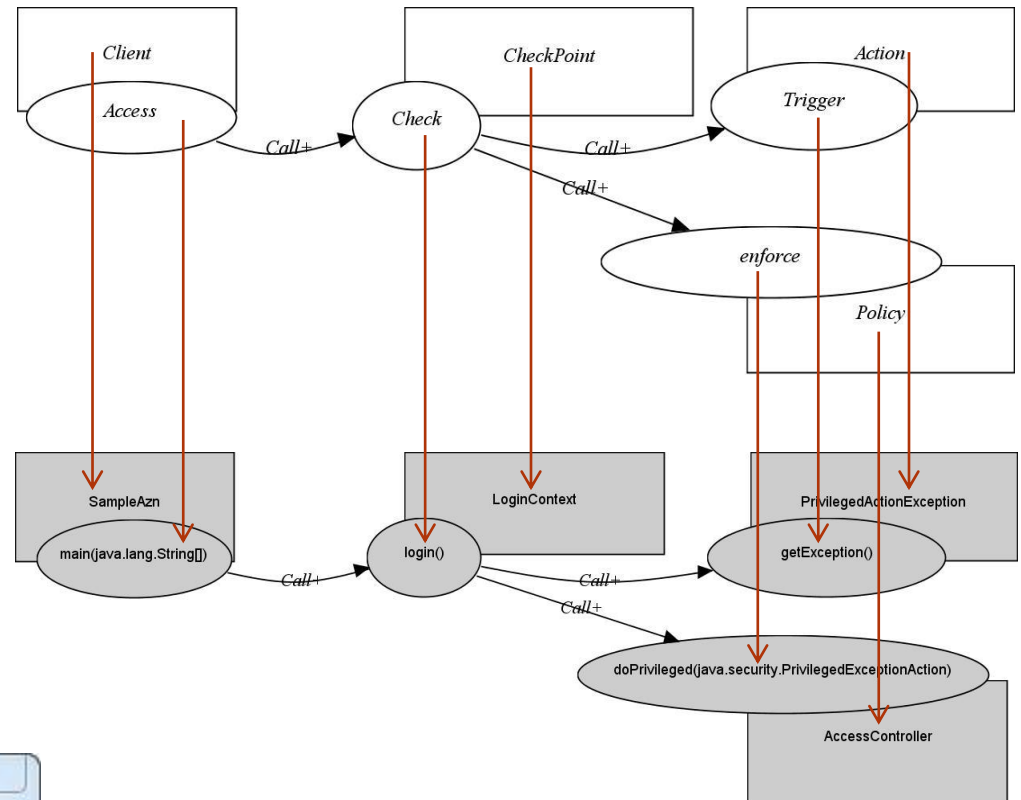 Client
CheckPoint
Action
Access
Check
Trigger
Call+
Call+
Call+
enforce
Policy
SampleAzn
LoginContext
PrivilegedActionException
main(java.lang.String[])
login()
getException()
Call+
Call+
Call+
doPrivileged(java.security.PrivilegedExceptionAction)
AccessController